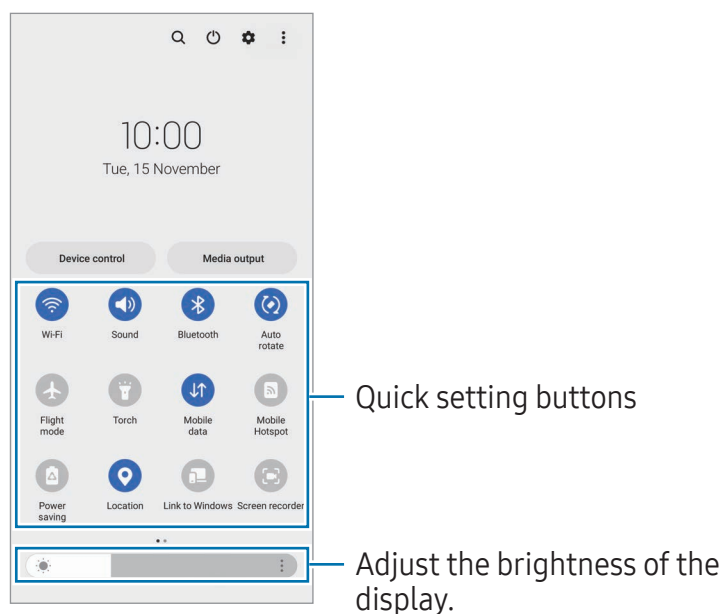 10:00
Tue, 15 November
Device control Media output
Wi-Fi Sound Bluetooth Auto
rotate
Flight
mode Torch Mobile
data Mobile
Hotspot
Quick setting buttons
Power
saving Location Link to Windows Screen recorder
Adjust the brightness of the
display.